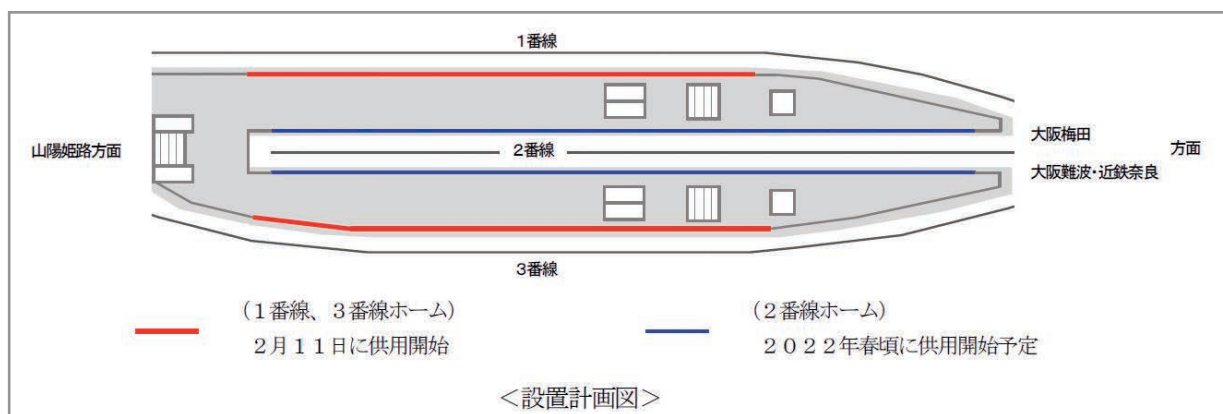 1番線
山陽姫路方面
2番線
大阪梅田
大阪難波・近鉄奈良
方面
3番線
（１番線、３番線ホーム）
２月１１日に供用開始
（２番線ホーム）
２０２２年春頃に供用開始予定
＜設置計画図＞